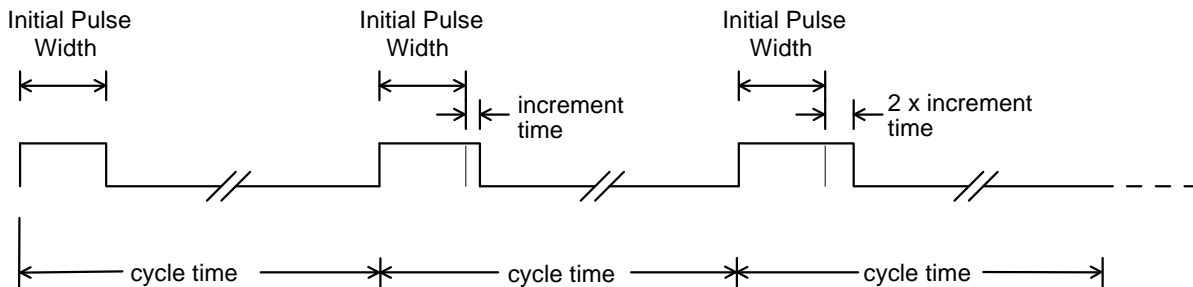 Initial Pulse
Width
Initial Pulse
Width
Initial Pulse
Width
increment
time
2 x increment
time
cycle time
cycle time
cycle time